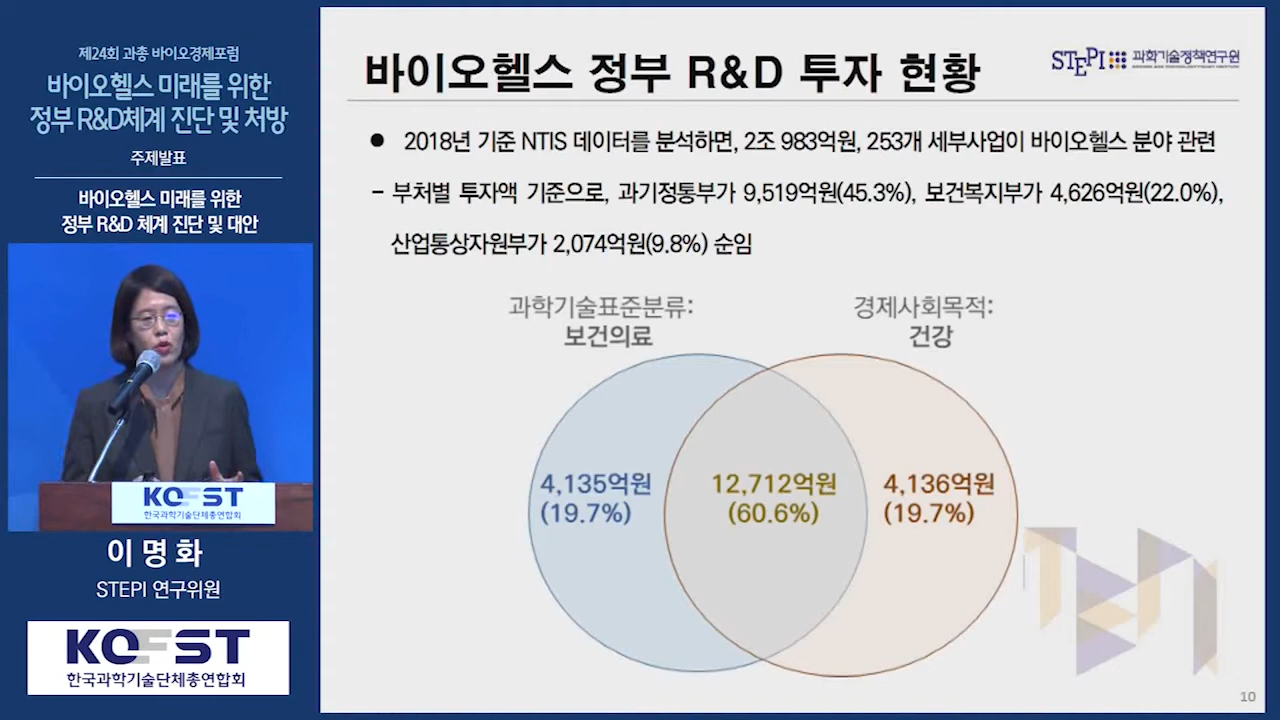 제24회 과총 바이오경제포럼
바이오헬스 미래를 위한
정부 R&D체계 진단 및 처방
주제발표
바이오헬스 미래를 위한
정부 R&D 체계 진단 및 대안
KOFST
한국과학기술단체총연합회
이 명 화
STEPI 연구위원
KOFST
한국과학기술단체총연합회
바이오헬스 정부 R&D 투자 현황
STEPI 과학기술정책연구원
● 2018년 기준 NTIS 데이터를 분석하면, 2조 983억원, 253개 세부사업이 바이오헬스 분야 관련
- 부처별 투자액 기준으로, 과기정통부가 9,519억원(45.3%), 보건복지부가 4,626억원(22.0%),
산업통상자원부가 2,074억원(9.8%) 순임
과학기술표준분류:
보건의료
경제사회목적:
건강
4,135억원
(19.7%)
12,712억원
(60.6%)
4,136억원
(19.7%)
10